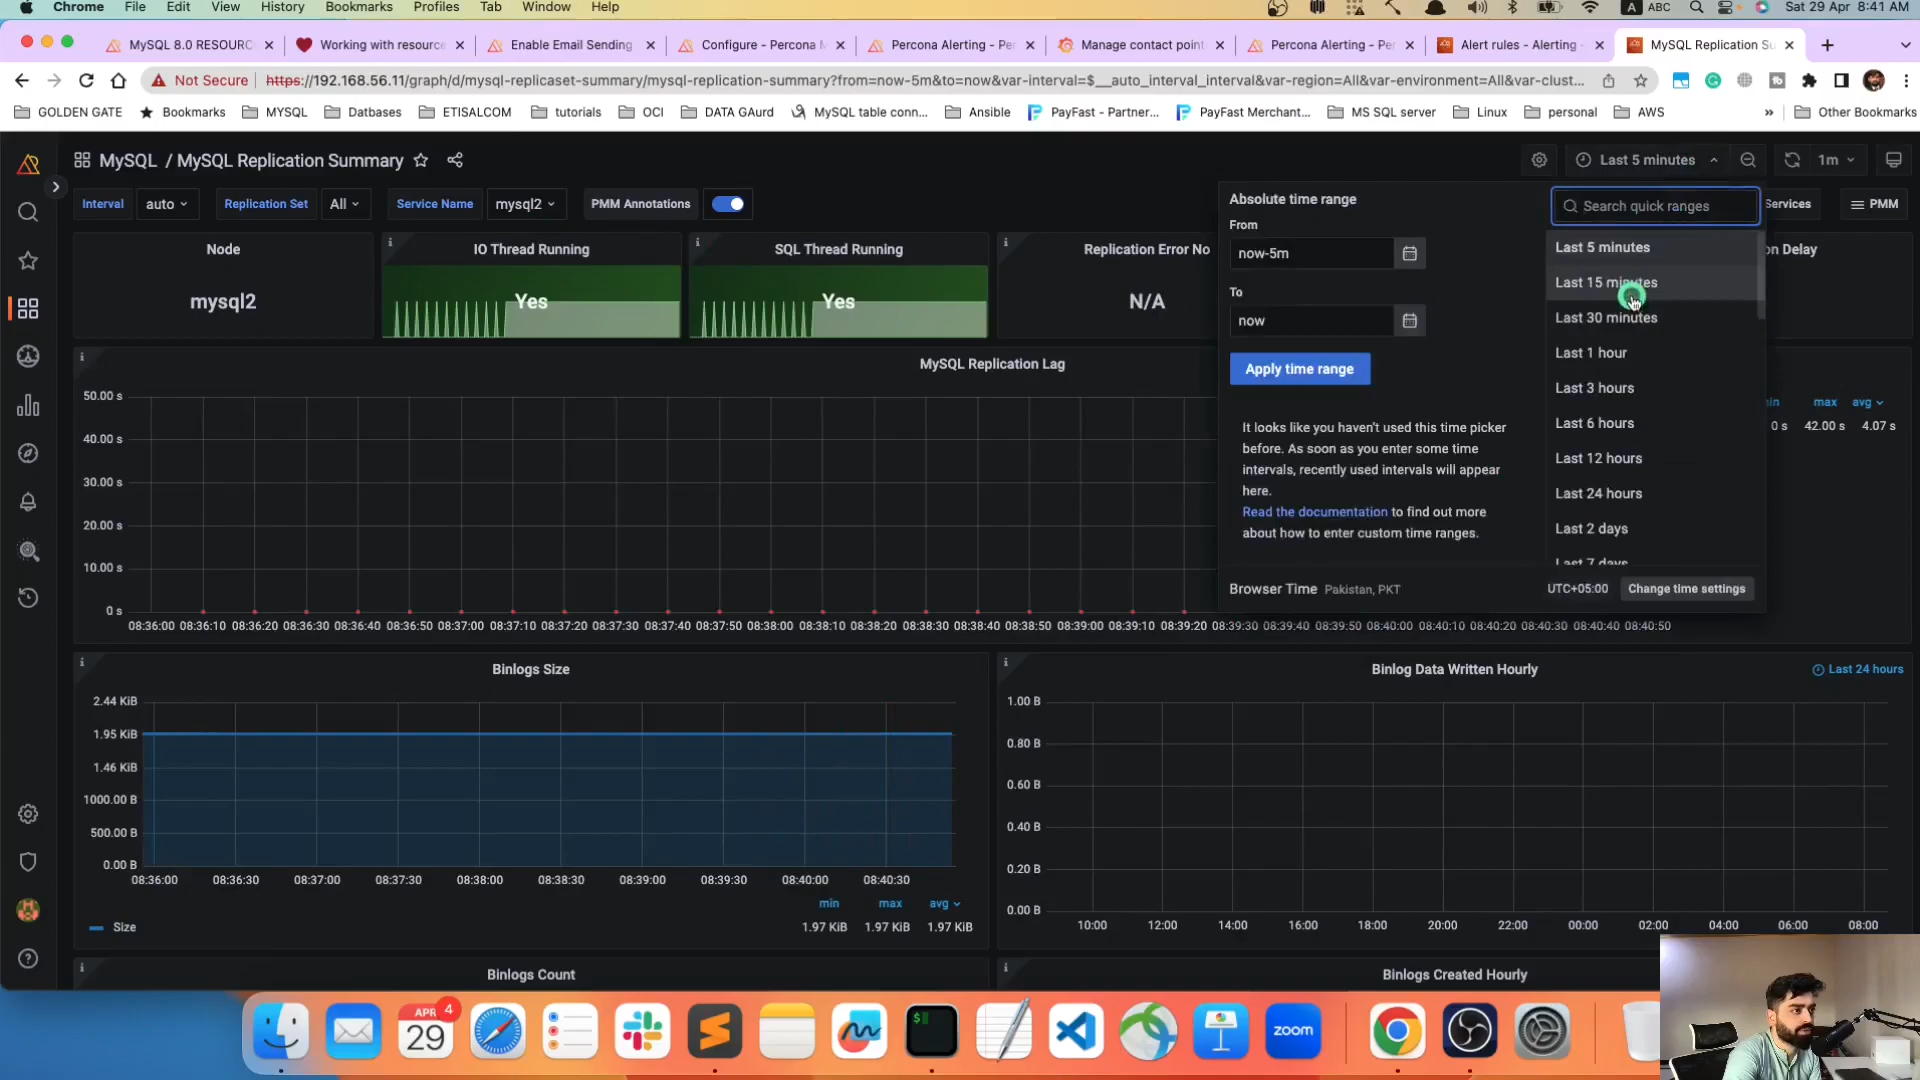 Chrome File Edit View History Bookmarks Profiles Tab Window Help
A ABC Sat 29 Apr 8:41 AM
MySQL 8.0 RESOURC
Working with resource
Enable Email Sending
Configure - Percona M
Percona Alerting - Pe
Manage contact point
Percona Alerting - Pe
Alert rules - Alerting -
MySQL Replication Su
Not Secure https://192.168.56.11/graph/d/mysql-replicaset-summary/mysql-replication-summary?from=now-5m&to=now&var-interval=$__auto_interval_interval&var-region=All&var-environment=All&var-clust...
GOLDEN GATE Bookmarks MYSQL Datbases ETISALCOM tutorials OCI DATA GAurd MySQL table conn... Ansible PayFast - Partner... PayFast Merchant... MS SQL server Linux personal AWS » Other Bookmarks
MySQL / MySQL Replication Summary
Last 5 minutes 1m
Interval auto Replication Set All Service Name mysql2 PMM Annotations
Services PMM
Absolute time range
From
now-5m
To
now
Apply time range
It looks like you haven't used this time picker
before. As soon as you enter some time
intervals, recently used intervals will appear
here.
Read the documentation to find out more
about how to enter custom time ranges.
Search quick ranges
Last 5 minutes
Last 15 minutes
Last 30 minutes
Last 1 hour
Last 3 hours
Last 6 hours
Last 12 hours
Last 24 hours
Last 2 days
Last 7 days
Browser Time Pakistan, PKT UTC+05:00 Change time settings
Node
mysql2
IO Thread Running
Yes
SQL Thread Running
Yes
Replication Error No
N/A
on Delay
MySQL Replication Lag
50.00 s
40.00 s
30.00 s
20.00 s
10.00 s
0 s
08:36:00 08:36:10 08:36:20 08:36:30 08:36:40 08:36:50 08:37:00 08:37:10 08:37:20 08:37:30 08:37:40 08:37:50 08:38:00 08:38:10 08:38:20 08:38:30 08:38:40 08:38:50 08:39:00 08:39:10 08:39:20 08:39:30 08:39:40 08:39:50 08:40:00 08:40:10 08:40:20 08:40:30 08:40:40 08:40:50
min max avg
0 s 42.00 s 4.07 s
Binlogs Size
2.44 KiB
1.95 KiB
1.46 KiB
1000.00 B
500.00 B
0.00 B
08:36:00 08:36:30 08:37:00 08:37:30 08:38:00 08:38:30 08:39:00 08:39:30 08:40:00 08:40:30
min max avg
Size 1.97 KiB 1.97 KiB 1.97 KiB
Binlog Data Written Hourly
Last 24 hours
1.00 B
0.80 B
0.60 B
0.40 B
0.20 B
0.00 B
10:00 12:00 14:00 16:00 18:00 20:00 22:00 00:00 02:00 04:00 06:00 08:00
Binlogs Count
Binlogs Created Hourly
APR 4
29
zoom